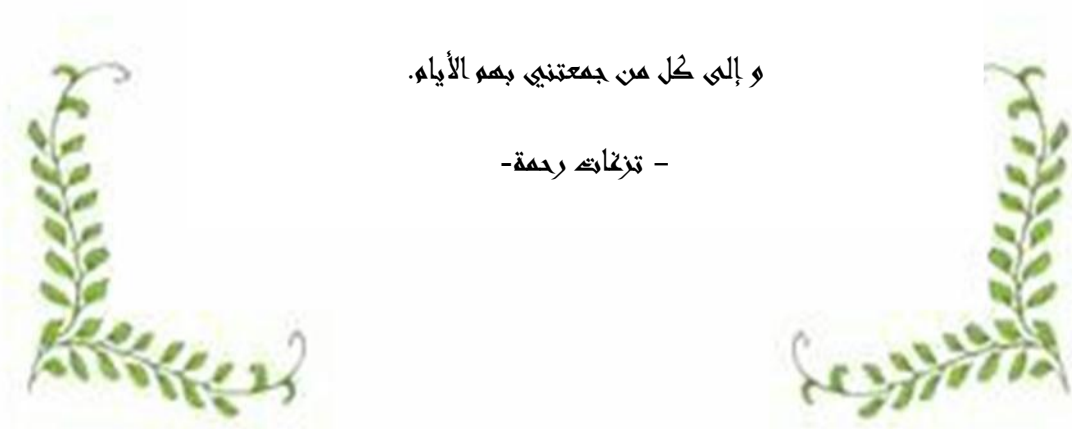 و إلى كل من جمعتني بهم الأيام.
– تزغات رحمة-